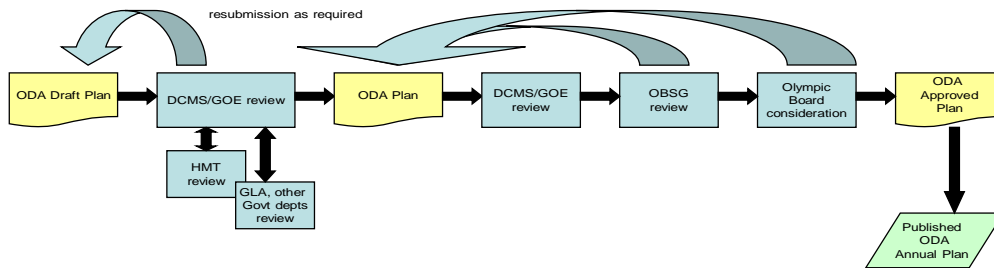 resubmission as required
ODA Draft Plan
DCMS/GOE review
ODA Plan
DCMS/GOE
review
OBSG
review
Olympic
Board
consideration
ODA
Approved
Plan
HMT
review
GLA, other
Govt depts
review
Published
ODA
Annual Plan